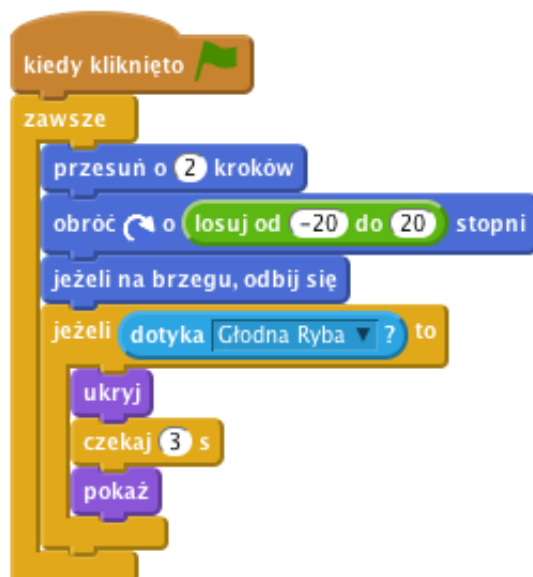 kiedy kliknięto
zawsze
przesuń o 2 kroków
obróć o losuj od -20 do 20 stopni
jeżeli na brzegu, odbij się
jeżeli dotyka Głodna Ryba ? to
ukryj
czekaj 3 s
pokaż